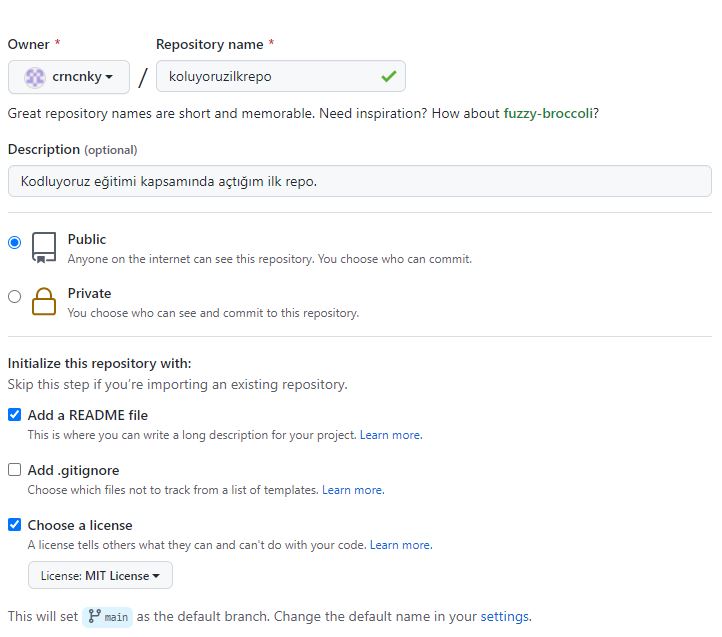 Owner * Repository name *
crncnky / koluyoruzilkrepo
Great repository names are short and memorable. Need inspiration? How about fuzzy-broccoli?
Description (optional)
Kodluyoruz eğitimi kapsamında açtığım ilk repo.
Public
Anyone on the internet can see this repository. You choose who can commit.
Private
You choose who can see and commit to this repository.
Initialize this repository with:
Skip this step if you're importing an existing repository.
Add a README file
This is where you can write a long description for your project. Learn more.
Add .gitignore
Choose which files not to track from a list of templates. Learn more.
Choose a license
A license tells others what they can and can't do with your code. Learn more.
License: MIT License
This will set main as the default branch. Change the default name in your settings.